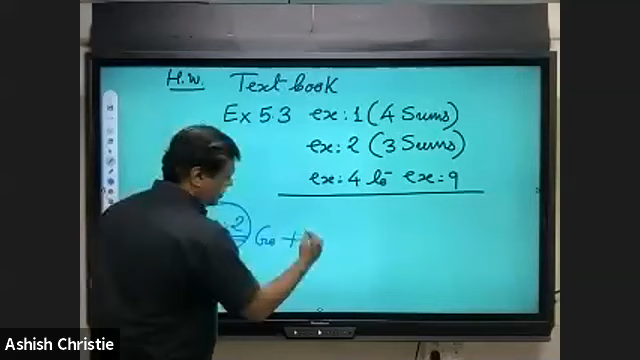 H.W. Text book
Ex 5.3 ex: 1 (4 Sums)
ex: 2 (3 Sums)
ex: 4 to ex: 9
2
Ashish Christie